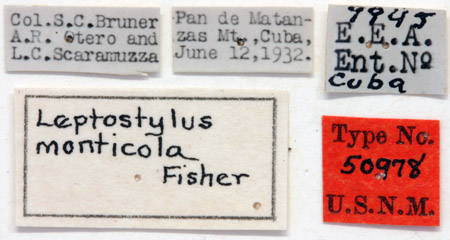 Col.S.C.Bruner
A.R. Otero and
L.C.Scaramuzza
Pan de Matan-
zas Mt.,Cuba,
June 12,1932.
9945
E.E.A.
Ent.Nº
Cuba
Leptostylus
monticola
Fisher
Type No.
50978
U.S.N.M.